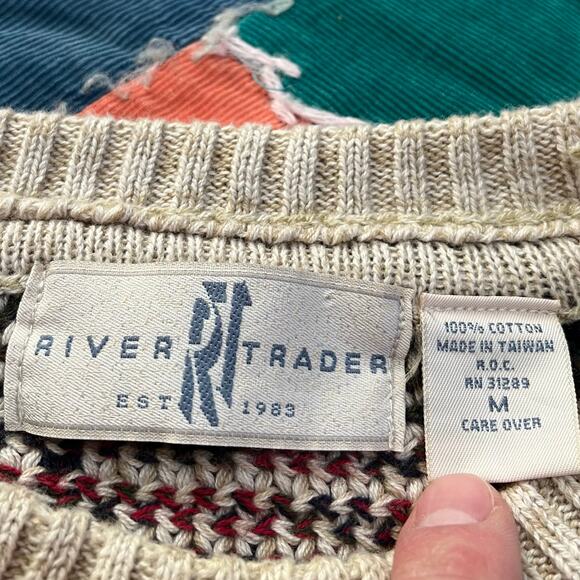 RIVER RT TRADER
EST 1983
100% COTTON
MADE IN TAIWAN
R.O.C.
RN 31289
M
CARE OVER